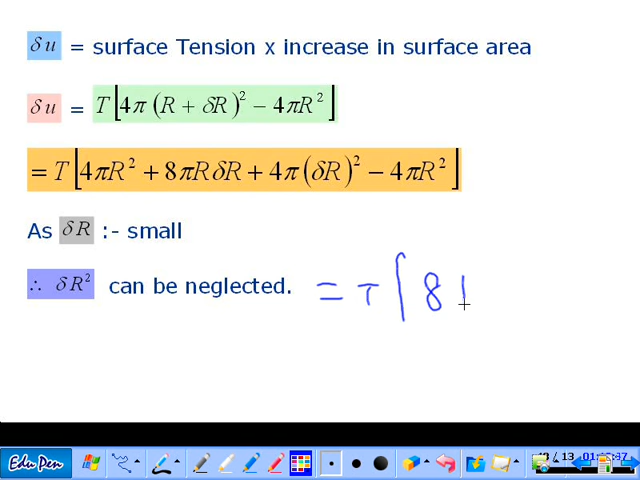 δu = surface Tension x increase in surface area
δu = T[4π (R + δR)² − 4πR²]
= T[4πR² + 8πRδR + 4π(δR)² − 4πR²]
As δR :- small
∴ δR² can be neglected. = T [ 8
Edu Pen
/ 13